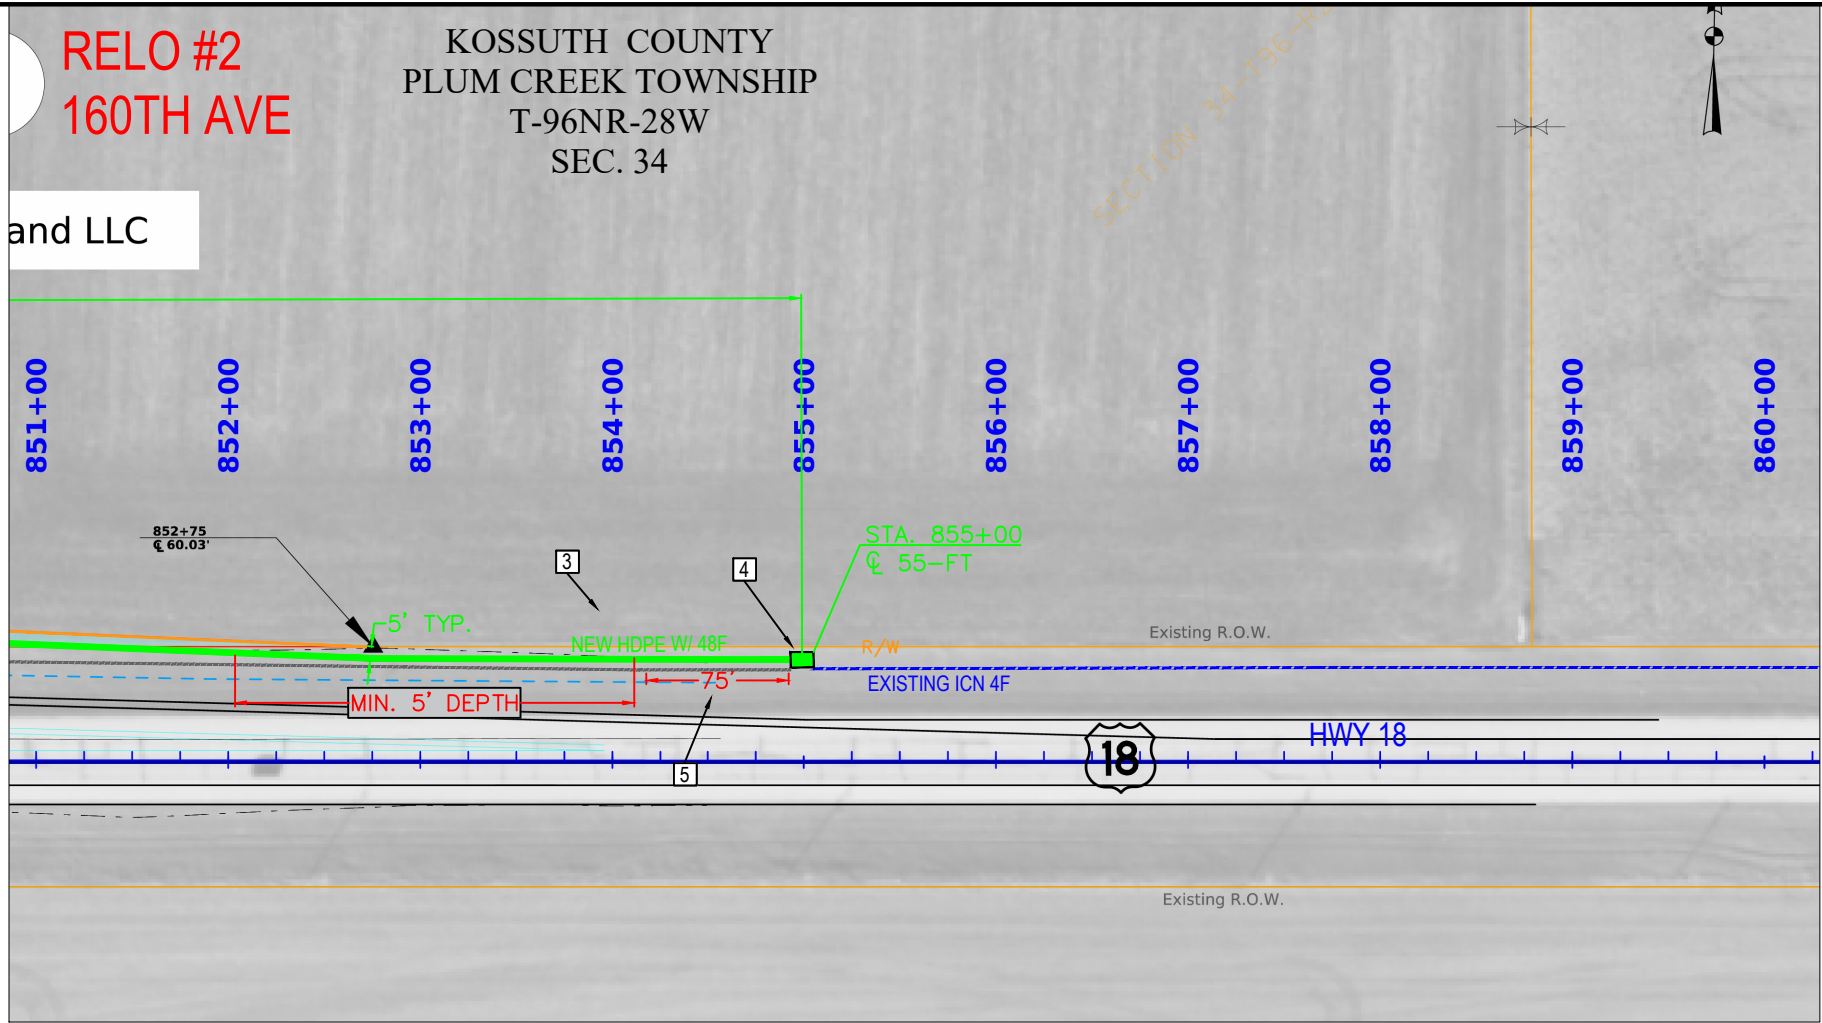 RELO #2
160TH AVE
KOSSUTH COUNTY
PLUM CREEK TOWNSHIP
T-96NR-28W
SEC. 34
SECTION 34-T96-R
and LLC
851+00
852+00
853+00
854+00
855+00
856+00
857+00
858+00
859+00
860+00
852+75
℄ 60.03'
3
4
STA. 855+00
℄ 55-FT
5' TYP.
NEW HDPE W/ 48F
R/W
Existing R.O.W.
75'
EXISTING ICN 4F
MIN. 5' DEPTH
HWY 18
18
5
Existing R.O.W.